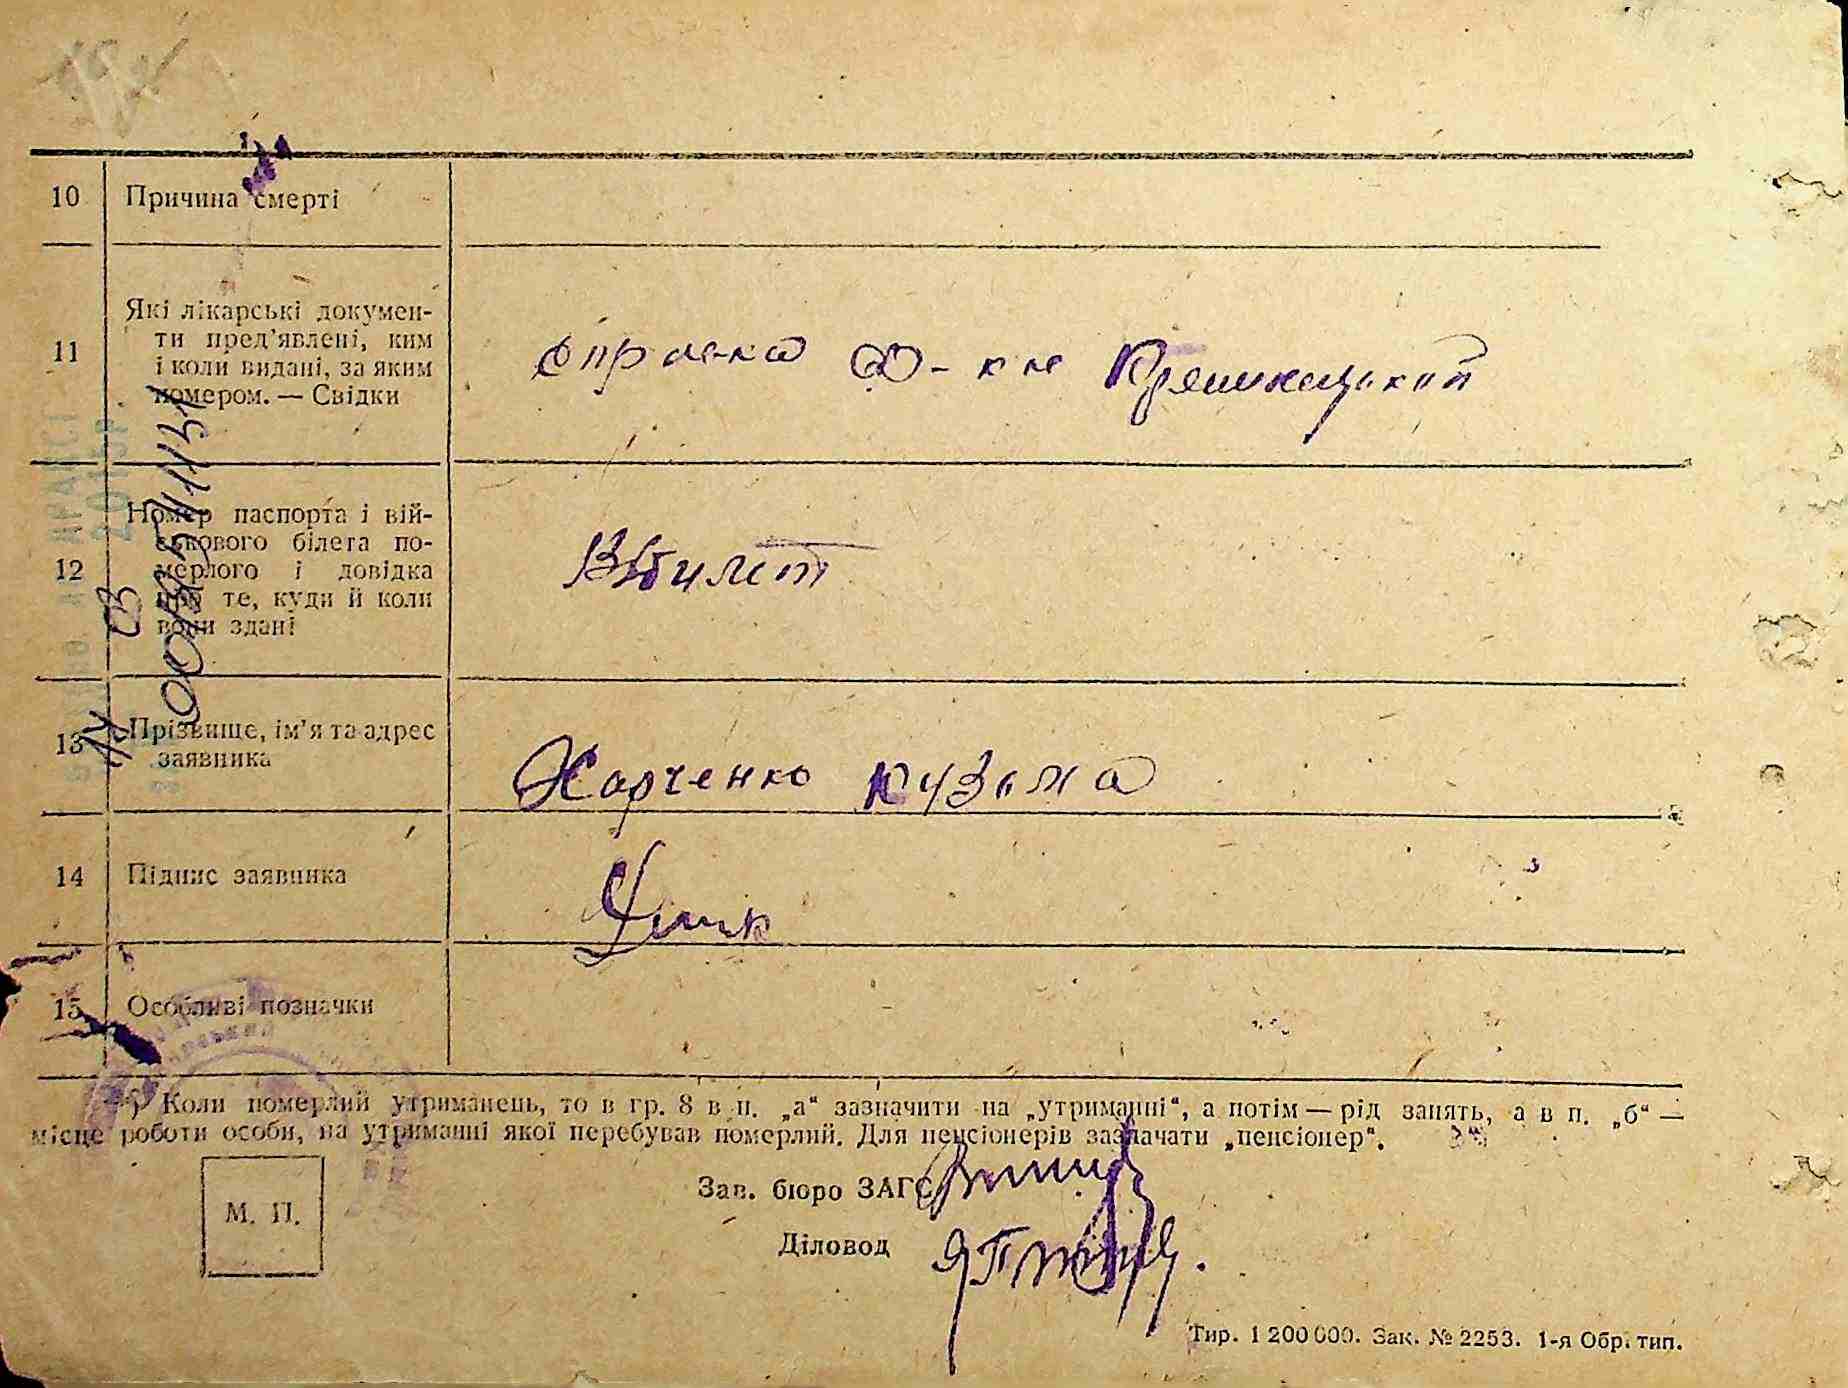 10 Причина смерті
11 Які лікарські докумен-
ти пред’явлені, ким
і коли видані, за яким
номером. — Свідки
Справка
12 Номер паспорта і вій-
ськового білета по-
мерлого і довідка
про те, куди й коли
вони здані
В/билет
13 Прізвище, ім’я та адрес
заявника
Харченко Кузьма
14 Підпис заявника
15 Особливі позначки
*) Коли померлий утриманець, то в гр. 8 в п. „а“ зазначити на „утриманні“, а потім — рід занять, а в п. „б“ —
місце роботи особи, на утриманні якої перебував померлий. Для пенсіонерів зазначати „пенсіонер“.
М. П.
Зав. бюро ЗАГС
Діловод
Тир. 1 200 000. Зак. № 2253. 1-я Обр. тип.